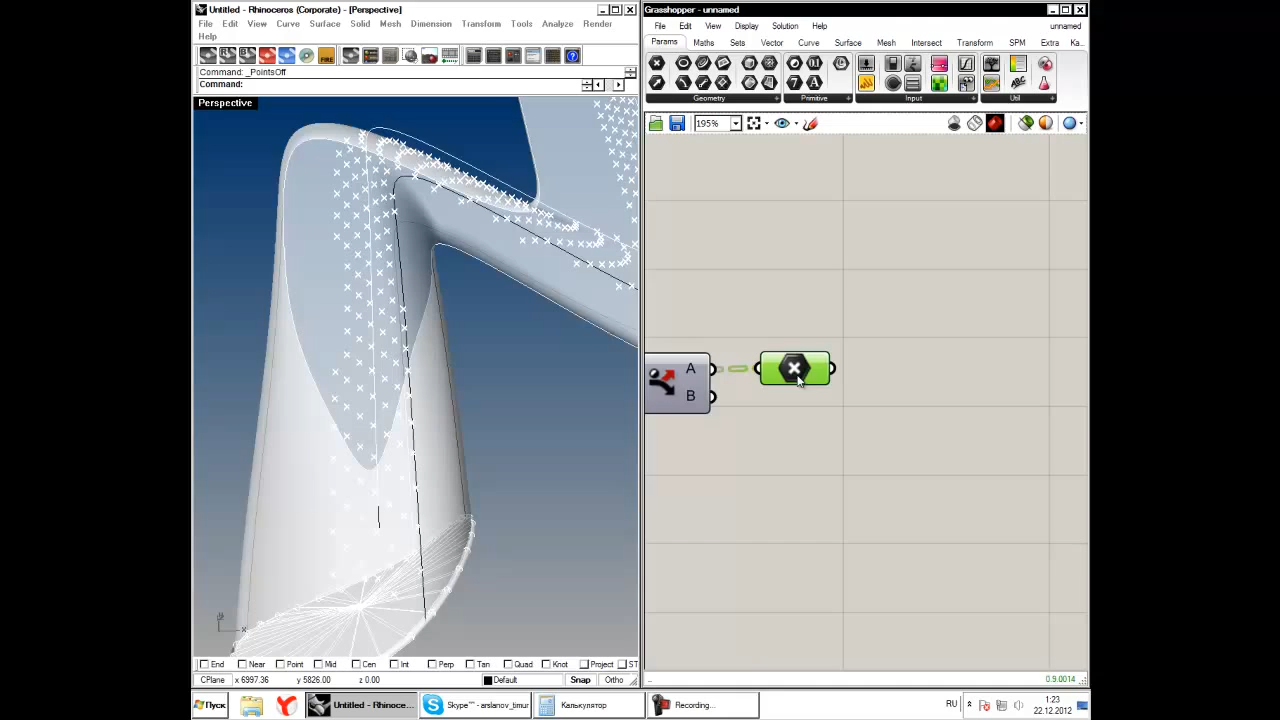 Untitled - Rhinoceros (Corporate) - [Perspective]
File Edit View Curve Surface Solid Mesh Dimension Transform Tools Analyze Render
Help
Command: _PointsOff
Command:
Perspective
End Near Point Mid Cen Int Perp Tan Quad Knot Project ST
CPlane x 6997.36 y 5826.00 z 0.00 Default Snap Ortho
Grasshopper - unnamed
File Edit View Display Solution Help unnamed
Params Maths Sets Vector Curve Surface Mesh Intersect Transform SPM Extra Ka...
Geometry Primitive Input Util
195%
A
B
0.9.0014
Пуск Untitled - Rhinoce... Skype™ - arslanov_timur Калькулятор Recording... RU 1:23
22.12.2012